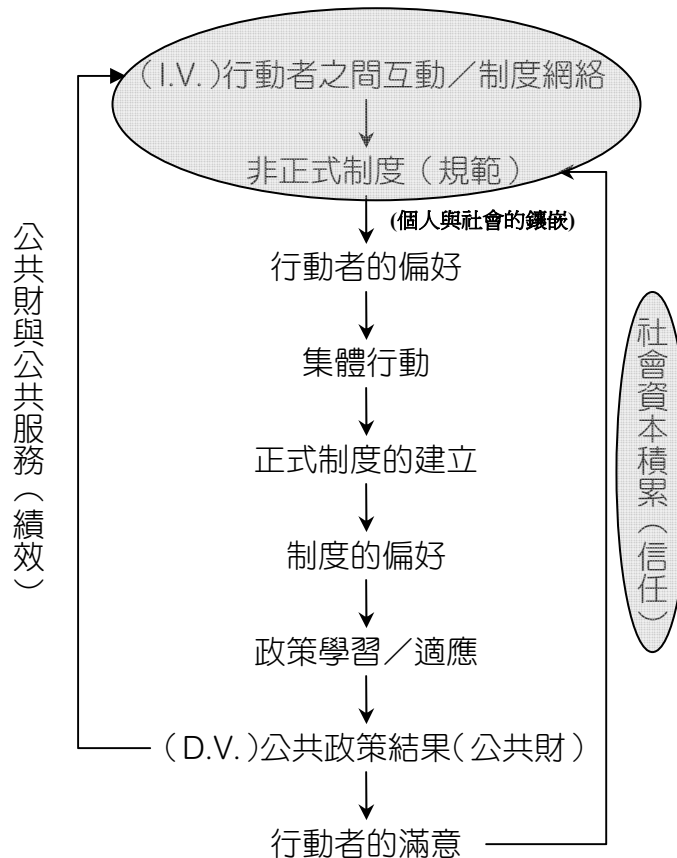 （I.V.）行動者之間互動／制度網絡
非正式制度（規範）
(個人與社會的鑲嵌)
行動者的偏好
集體行動
正式制度的建立
制度的偏好
政策學習／適應
（D.V.）公共政策結果（公共財）
行動者的滿意
公共財與公共服務（績效）
社會資本積累（信任）